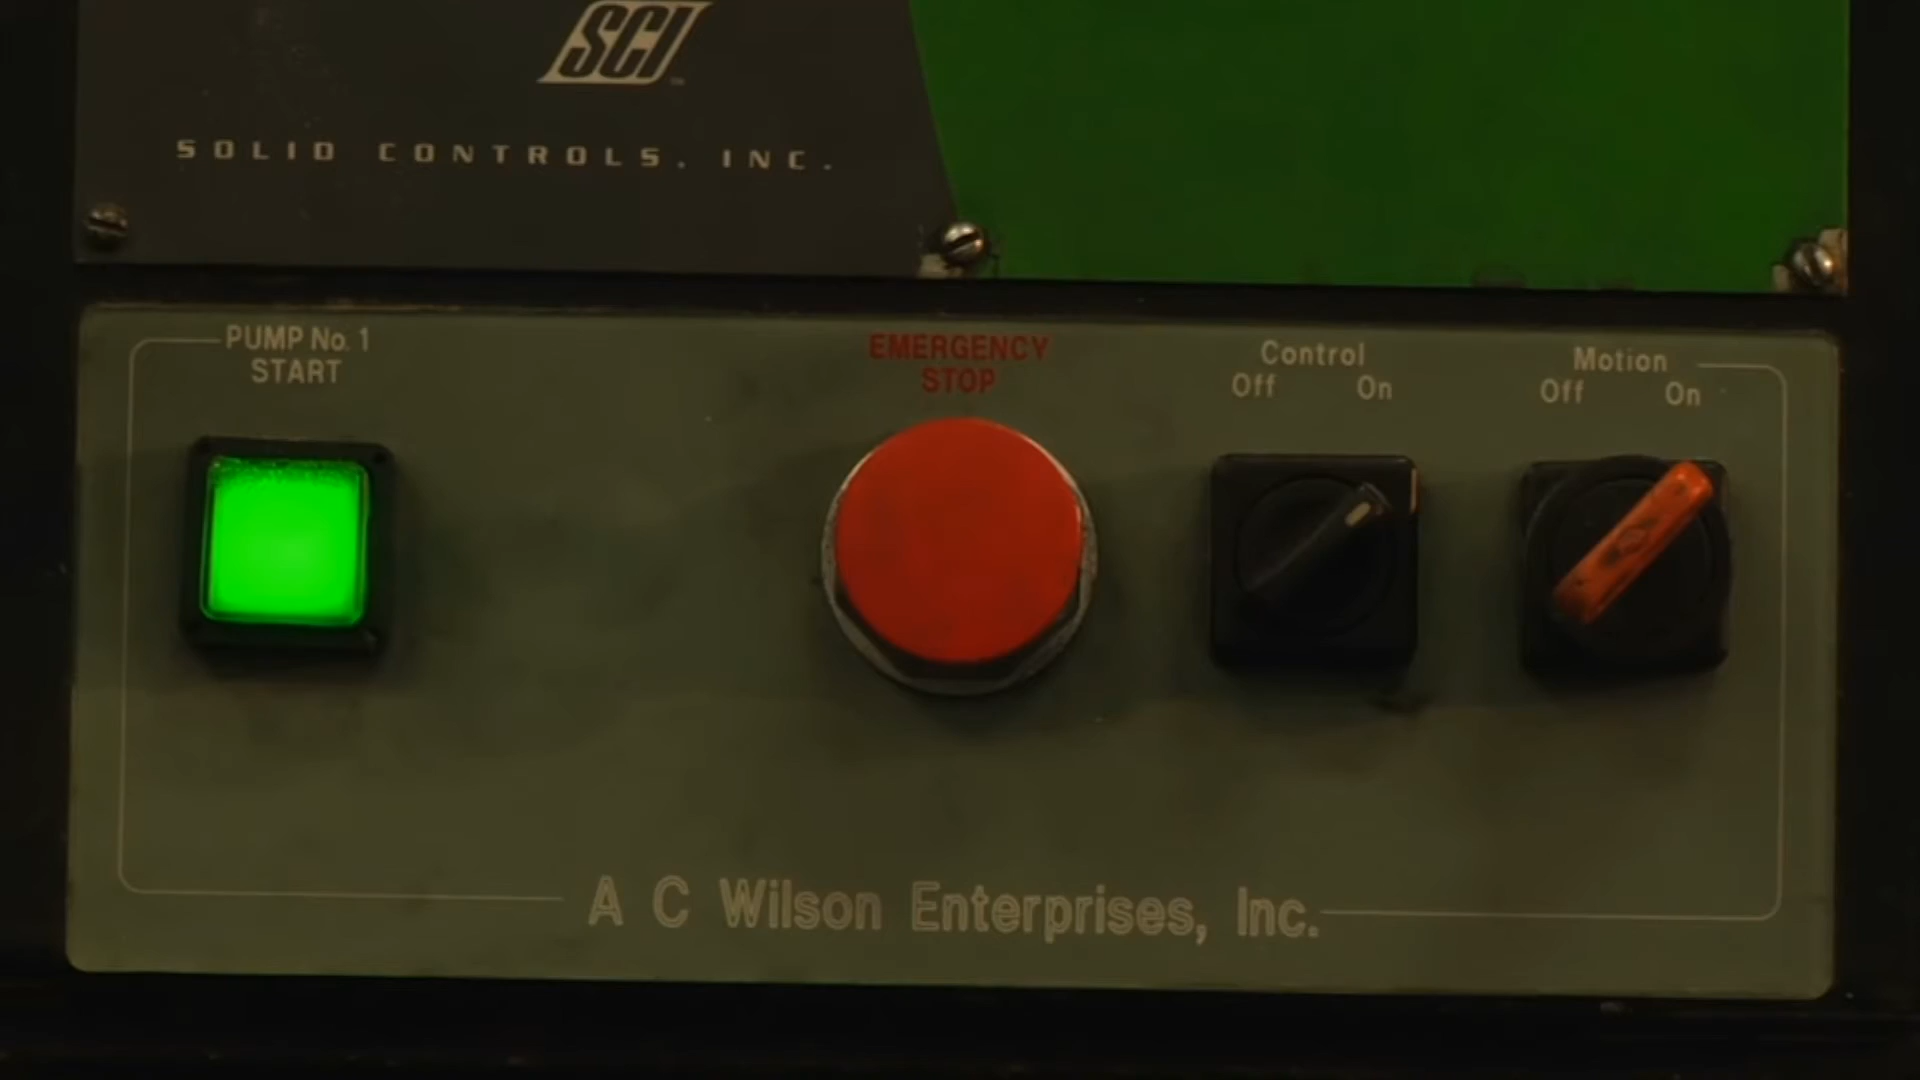 SCI
SOLID CONTROLS, INC.
PUMP No. 1
START
EMERGENCY
STOP
Control
Off On
Motion
Off On
A C Wilson Enterprises, Inc.